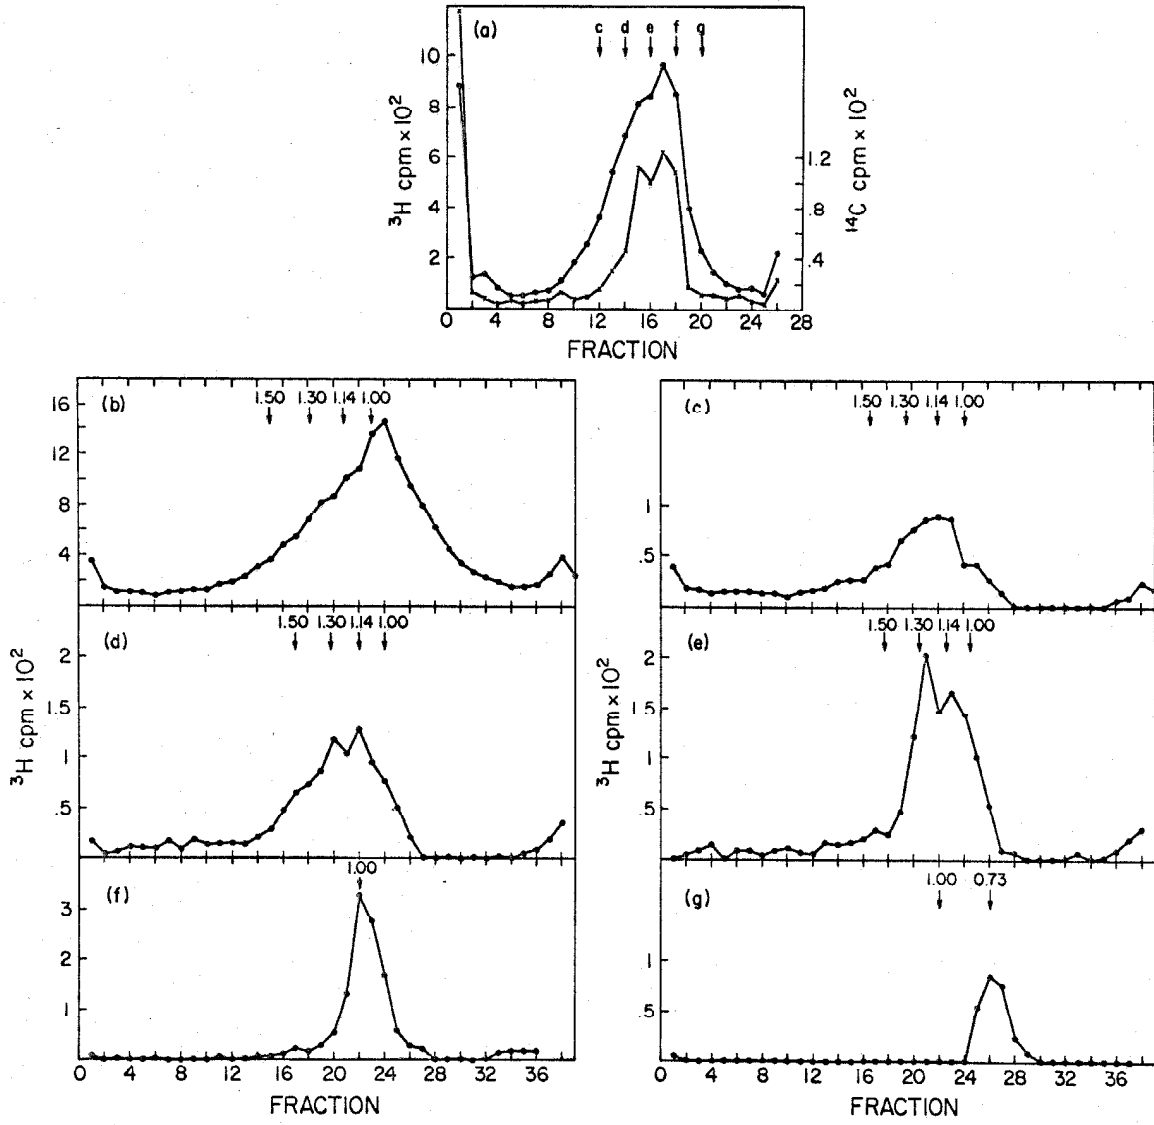 (a)
c d e f g
10
8
6
4
2
³H cpm × 10²
1.2
.8
.4
¹⁴C cpm × 10²
0 4 8 12 16 20 24 28
FRACTION
(b)
1.50 1.30 1.14 1.00
16
12
8
4
(c)
1.50 1.30 1.14 1.00
1
.5
(d)
1.50 1.30 1.14 1.00
2
1.5
1
.5
³H cpm × 10²
(e)
1.50 1.30 1.14 1.00
2
1.5
1
.5
³H cpm × 10²
(f)
1.00
3
2
1
0 4 8 12 16 20 24 28 32 36
FRACTION
(g)
1.00 0.73
1
.5
0 4 8 12 16 20 24 28 32 36
FRACTION